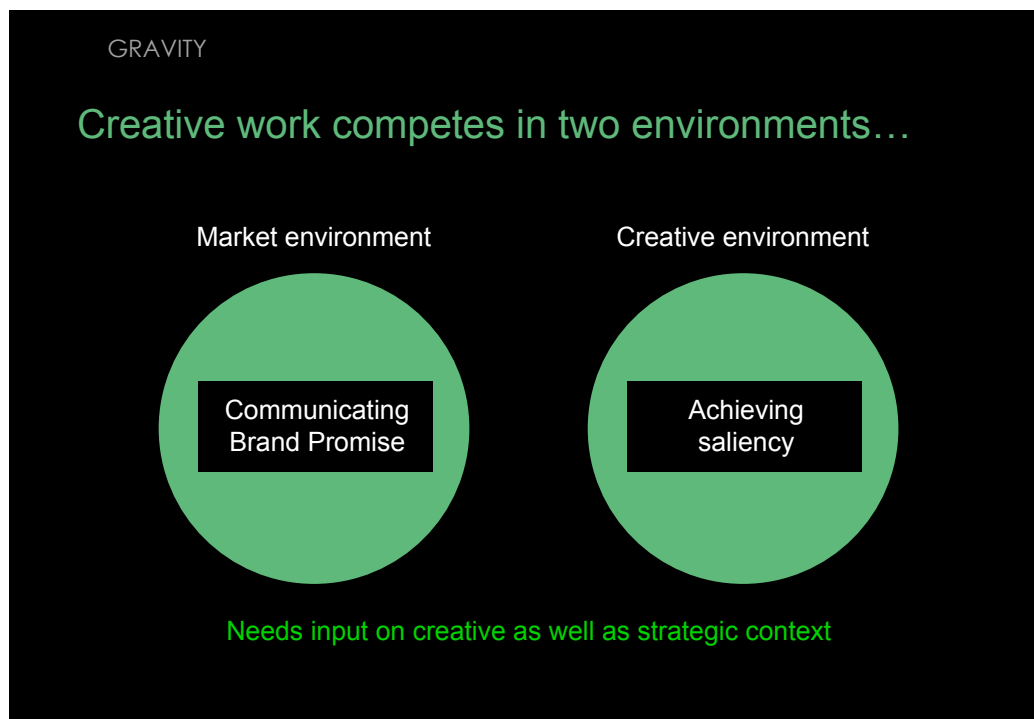 GRAVITY
Creative work competes in two environments…
Market environment
Creative environment
Communicating
Brand Promise
Achieving
saliency
Needs input on creative as well as strategic context